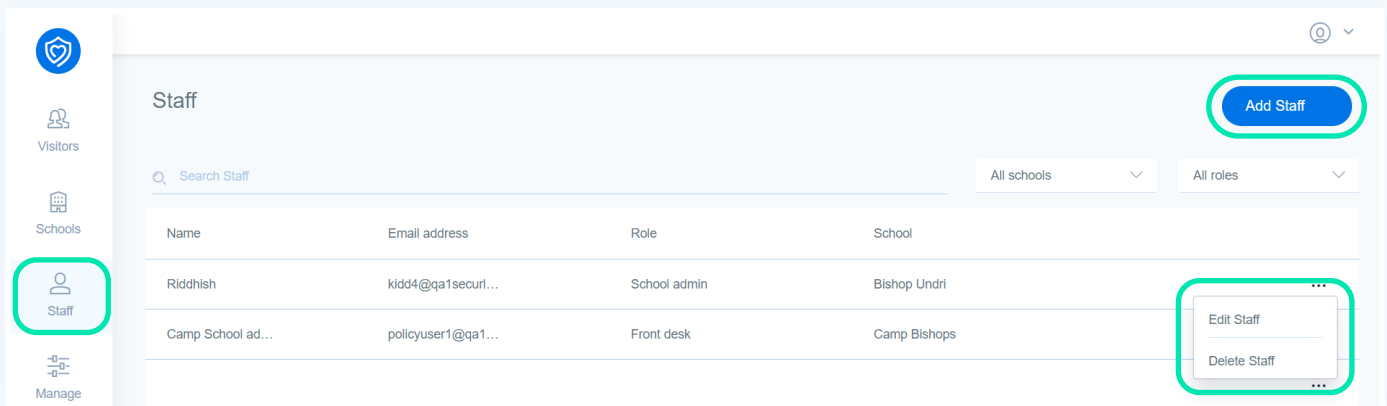 Staff
Add Staff
Visitors
Search Staff
All schools
All roles
Schools
Name Email address Role School
Riddhish kidd4@qa1securl... School admin Bishop Undri ...
Staff
Edit Staff
Camp School ad... policyuser1@qa1... Front desk Camp Bishops
Delete Staff
Manage
...